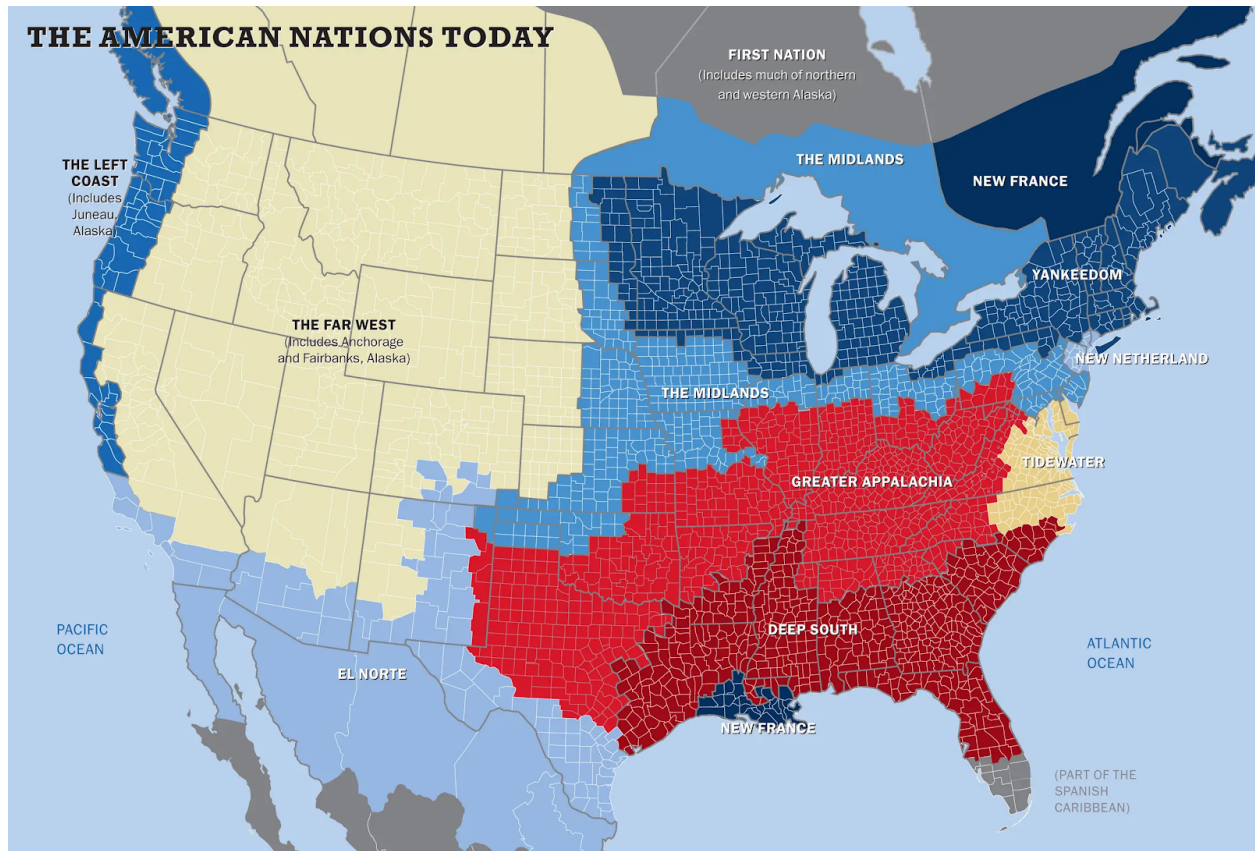 THE AMERICAN NATIONS TODAY
FIRST NATION
(Includes much of northern
and western Alaska)
THE LEFT
COAST
(Includes
Juneau,
Alaska)
THE MIDLANDS
NEW FRANCE
YANKEEDOM
THE FAR WEST
(Includes Anchorage
and Fairbanks, Alaska)
NEW NETHERLAND
THE MIDLANDS
TIDEWATER
GREATER APPALACHIA
PACIFIC
OCEAN
DEEP SOUTH
ATLANTIC
OCEAN
EL NORTE
NEW FRANCE
(PART OF THE
SPANISH
CARIBBEAN)